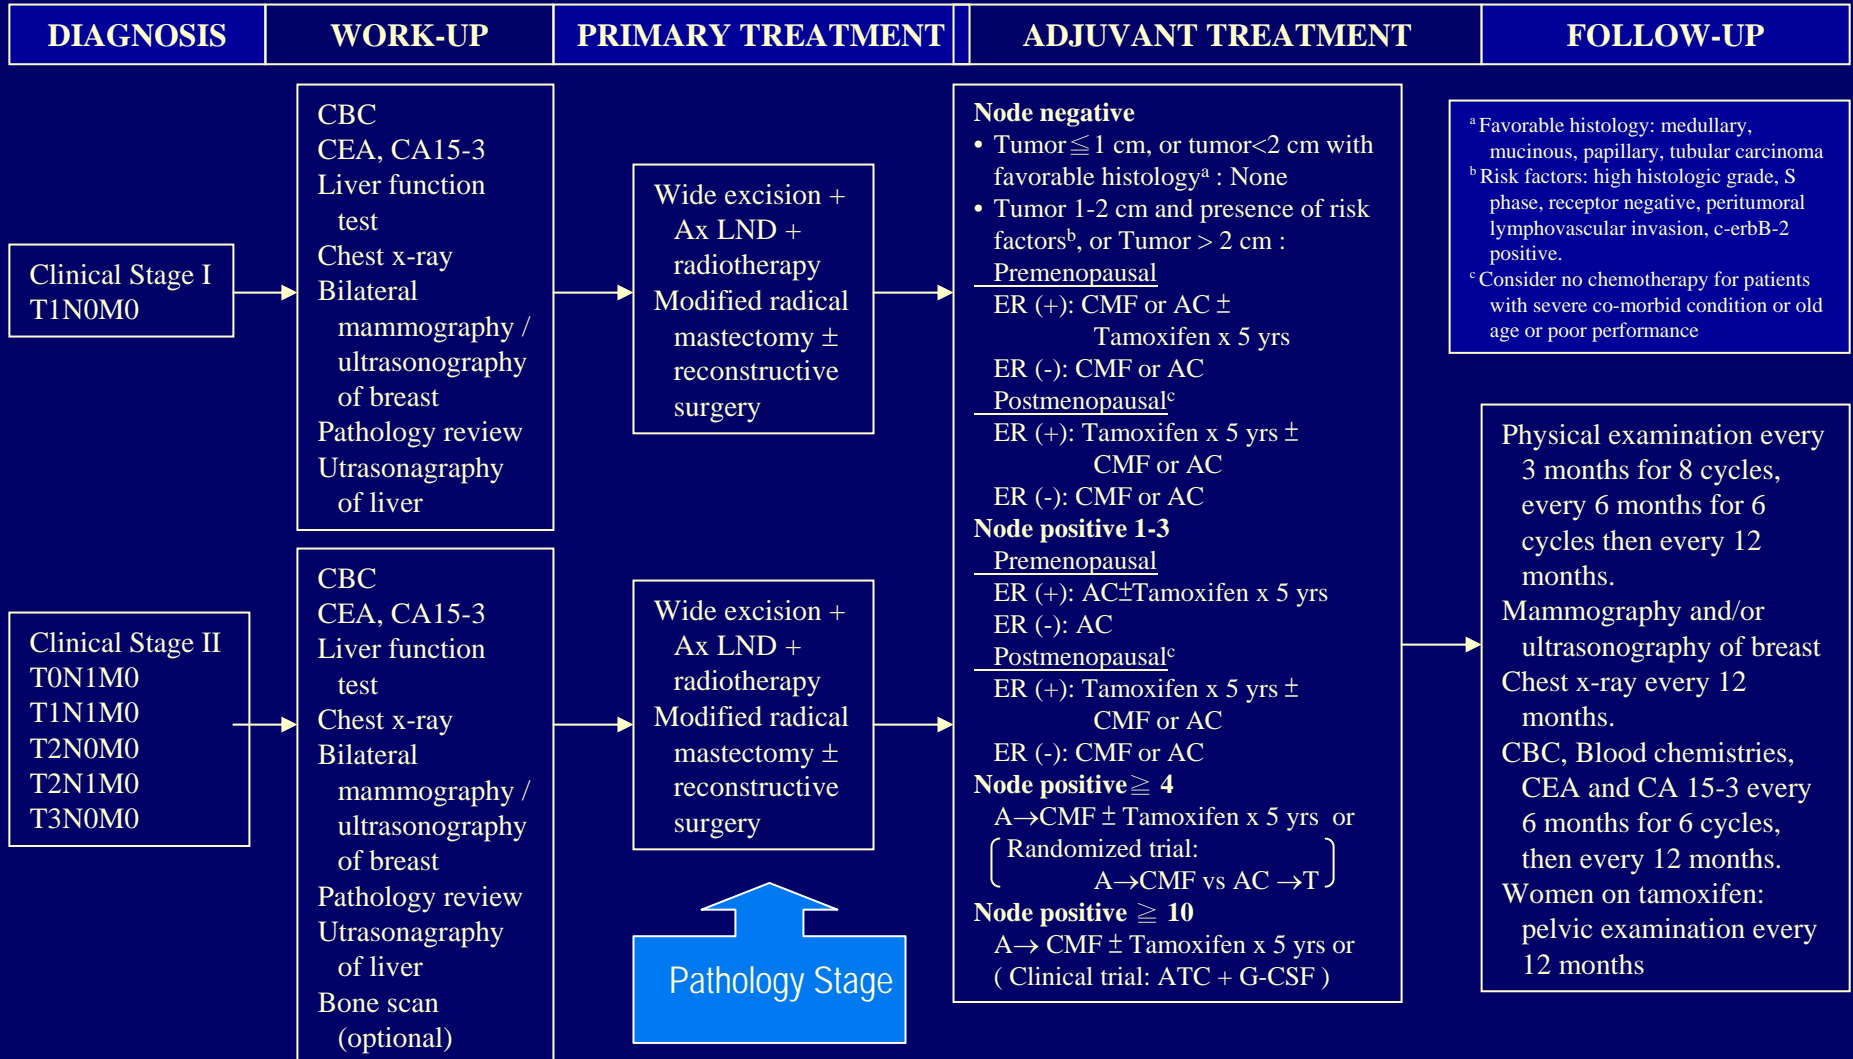 DIAGNOSIS
WORK-UP
PRIMARY TREATMENT
ADJUVANT TREATMENT
FOLLOW-UP
Clinical Stage I
T1N0M0
CBC
CEA, CA15-3
Liver function
test
Chest x-ray
Bilateral
mammography /
ultrasonography
of breast
Pathology review
Utrasonagraphy
of liver
Wide excision +
Ax LND +
radiotherapy
Modified radical
mastectomy ±
reconstructive
surgery
Clinical Stage II
T0N1M0
T1N1M0
T2N0M0
T2N1M0
T3N0M0
CBC
CEA, CA15-3
Liver function
test
Chest x-ray
Bilateral
mammography /
ultrasonography
of breast
Pathology review
Utrasonagraphy
of liver
Bone scan
(optional)
Wide excision +
Ax LND +
radiotherapy
Modified radical
mastectomy ±
reconstructive
surgery
Pathology Stage
Node negative
• Tumor≦1 cm, or tumor<2 cm with
favorable histologyᵃ : None
• Tumor 1-2 cm and presence of risk
factorsᵇ, or Tumor > 2 cm :
Premenopausal
ER (+): CMF or AC ±
Tamoxifen x 5 yrs
ER (-): CMF or AC
Postmenopausalᶜ
ER (+): Tamoxifen x 5 yrs ±
CMF or AC
ER (-): CMF or AC
Node positive 1-3
Premenopausal
ER (+): AC±Tamoxifen x 5 yrs
ER (-): AC
Postmenopausalᶜ
ER (+): Tamoxifen x 5 yrs ±
CMF or AC
ER (-): CMF or AC
Node positive≧ 4
A→CMF ± Tamoxifen x 5 yrs or
Randomized trial:
A→CMF vs AC →T
Node positive ≧ 10
A→ CMF ± Tamoxifen x 5 yrs or
( Clinical trial: ATC + G-CSF )
ᵃ Favorable histology: medullary,
mucinous, papillary, tubular carcinoma
ᵇ Risk factors: high histologic grade, S
phase, receptor negative, peritumoral
lymphovascular invasion, c-erbB-2
positive.
ᶜ Consider no chemotherapy for patients
with severe co-morbid condition or old
age or poor performance
Physical examination every
3 months for 8 cycles,
every 6 months for 6
cycles then every 12
months.
Mammography and/or
ultrasonography of breast
Chest x-ray every 12
months.
CBC, Blood chemistries,
CEA and CA 15-3 every
6 months for 6 cycles,
then every 12 months.
Women on tamoxifen:
pelvic examination every
12 months